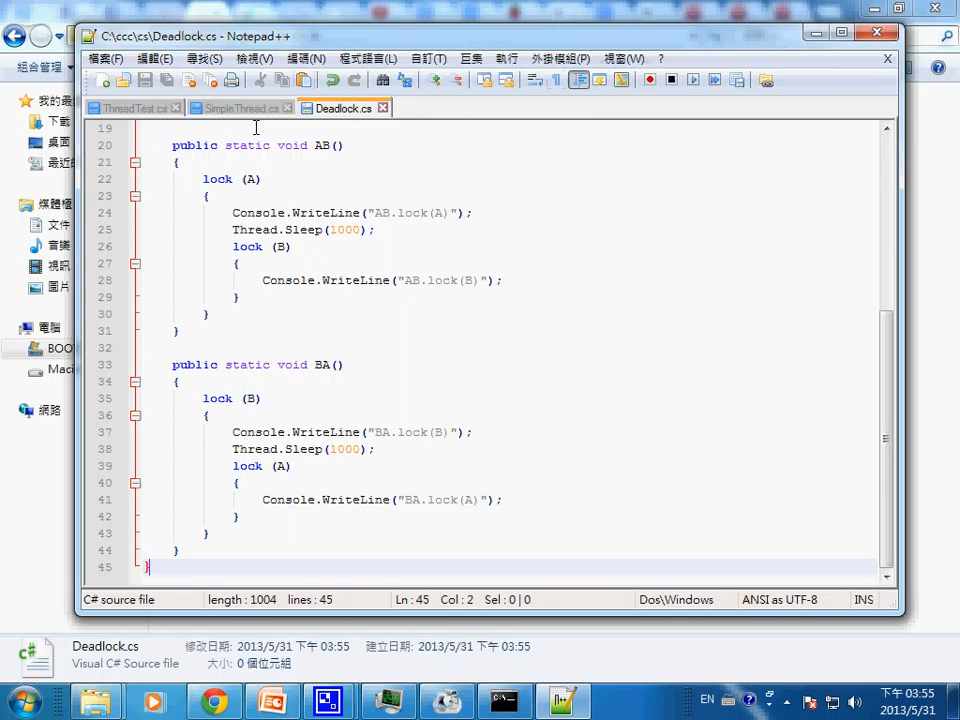 C:\ccc\cs\Deadlock.cs - Notepad++
檔案(F) 編輯(E) 尋找(S) 檢視(V) 編碼(N) 程式語言(L) 自訂(T) 巨集 執行 外掛模組(P) 視窗(W) ? X
ThreadTest.cs SimpleThread.cs Deadlock.cs
組合管理
我的最
下載
桌面
最近
媒體櫃
文件
音樂
視訊
圖片
電腦
BOO
Maci
網路
19
20 public static void AB()
21 {
22 lock (A)
23 {
24 Console.WriteLine("AB.lock(A)");
25 Thread.Sleep(1000);
26 lock (B)
27 {
28 Console.WriteLine("AB.lock(B)");
29 }
30 }
31 }
32
33 public static void BA()
34 {
35 lock (B)
36 {
37 Console.WriteLine("BA.lock(B)");
38 Thread.Sleep(1000);
39 lock (A)
40 {
41 Console.WriteLine("BA.lock(A)");
42 }
43 }
44 }
45 }
C# source file length : 1004 lines : 45 Ln : 45 Col : 2 Sel : 0 | 0 Dos\Windows ANSI as UTF-8 INS
Deadlock.cs 修改日期: 2013/5/31 下午 03:55 建立日期: 2013/5/31 下午 03:55
Visual C# Source file 大小: 0 個位元組
EN 下午 03:55
2013/5/31